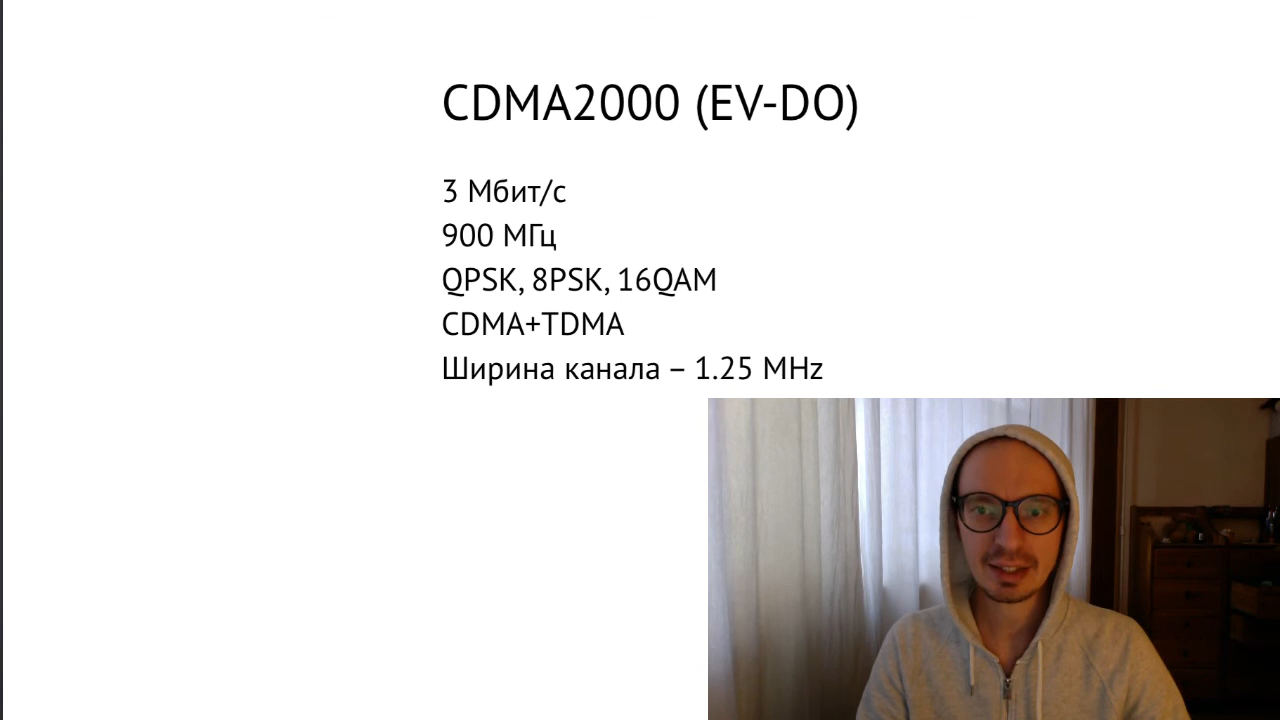 CDMA2000 (EV-DO)
3 Мбит/с
900 МГц
QPSK, 8PSK, 16QAM
CDMA+TDMA
Ширина канала – 1.25 MHz